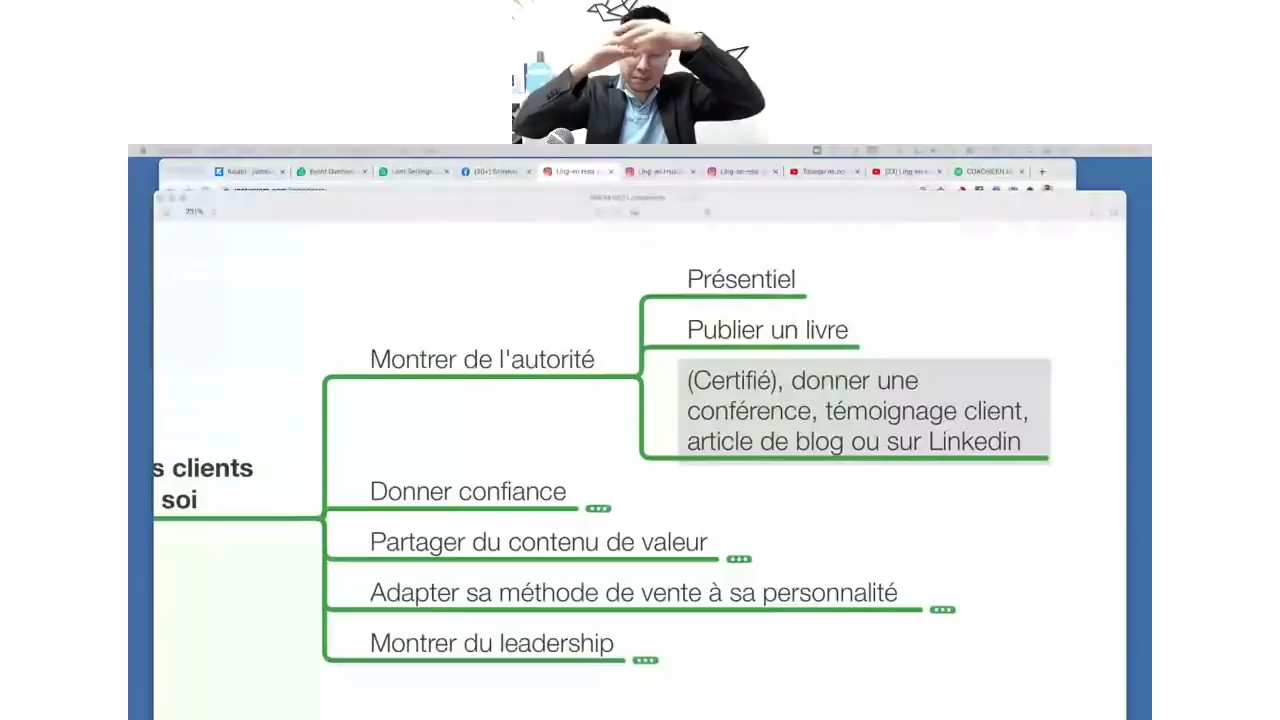 231%
Présentiel
Publier un livre
Montrer de l'autorité
(Certifié), donner une
conférence, témoignage client,
article de blog ou sur Linkedin
s clients
soi
Donner confiance
Partager du contenu de valeur
Adapter sa méthode de vente à sa personnalité
Montrer du leadership